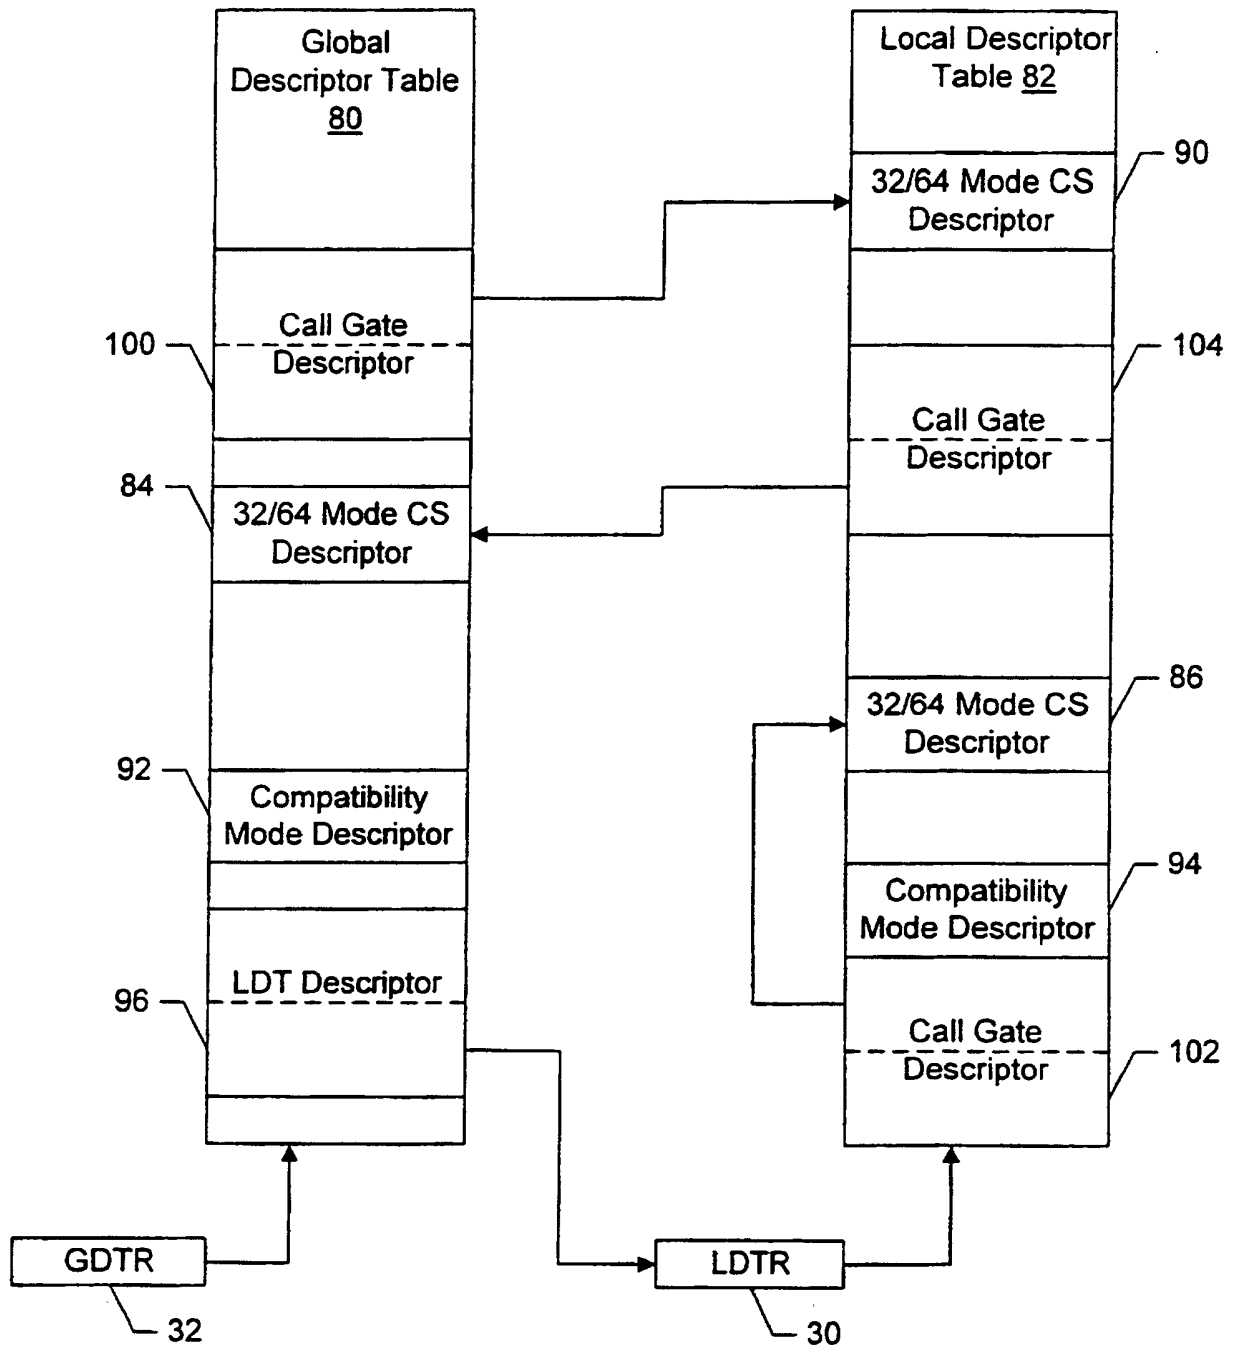 Global
Descriptor Table
80
Call Gate
Descriptor
100
84
32/64 Mode CS
Descriptor
92
Compatibility
Mode Descriptor
LDT Descriptor
96
GDTR
32
Local Descriptor
Table 82
32/64 Mode CS
Descriptor
90
104
Call Gate
Descriptor
86
32/64 Mode CS
Descriptor
94
Compatibility
Mode Descriptor
Call Gate
Descriptor
102
LDTR
30